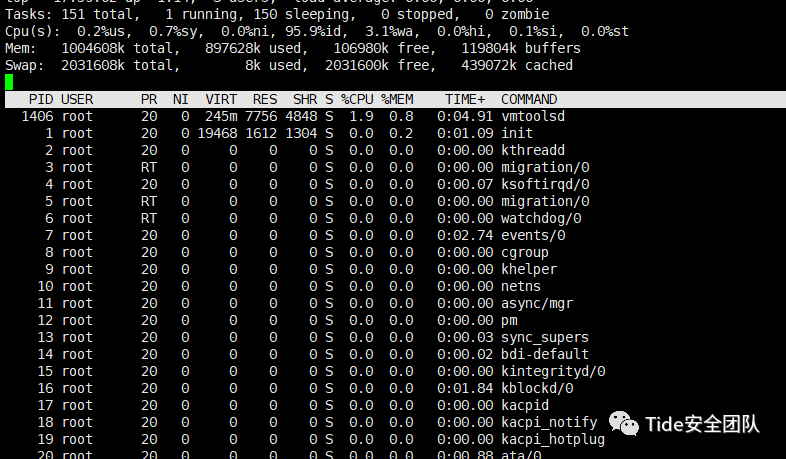 Tasks: 151 total,   1 running, 150 sleeping,   0 stopped,   0 zombie
Cpu(s):  0.2%us,  0.7%sy,  0.0%ni, 95.9%id,  3.1%wa,  0.0%hi,  0.1%si,  0.0%st
Mem:   1004608k total,   897628k used,   106980k free,   119804k buffers
Swap:  2031608k total,        8k used,  2031600k free,   439072k cached
PID USER      PR  NI  VIRT  RES  SHR S %CPU %MEM    TIME+  COMMAND
1406 root      20   0  245m 7756 4848 S  1.9  0.8   0:04.91 vmtoolsd
1 root      20   0 19468 1612 1304 S  0.0  0.2   0:01.09 init
2 root      20   0     0    0    0 S  0.0  0.0   0:00.00 kthreadd
3 root      RT   0     0    0    0 S  0.0  0.0   0:00.00 migration/0
4 root      20   0     0    0    0 S  0.0  0.0   0:00.07 ksoftirqd/0
5 root      RT   0     0    0    0 S  0.0  0.0   0:00.00 migration/0
6 root      RT   0     0    0    0 S  0.0  0.0   0:00.00 watchdog/0
7 root      20   0     0    0    0 S  0.0  0.0   0:02.74 events/0
8 root      20   0     0    0    0 S  0.0  0.0   0:00.00 cgroup
9 root      20   0     0    0    0 S  0.0  0.0   0:00.00 khelper
10 root      20   0     0    0    0 S  0.0  0.0   0:00.00 netns
11 root      20   0     0    0    0 S  0.0  0.0   0:00.00 async/mgr
12 root      20   0     0    0    0 S  0.0  0.0   0:00.00 pm
13 root      20   0     0    0    0 S  0.0  0.0   0:00.03 sync_supers
14 root      20   0     0    0    0 S  0.0  0.0   0:00.02 bdi-default
15 root      20   0     0    0    0 S  0.0  0.0   0:00.00 kintegrityd/0
16 root      20   0     0    0    0 S  0.0  0.0   0:01.84 kblockd/0
17 root      20   0     0    0    0 S  0.0  0.0   0:00.00 kacpid
18 root      20   0     0    0    0 S  0.0  0.0   0:00.00 kacpi_notify
19 root      20   0     0    0    0 S  0.0  0.0   0:00.00 kacpi_hotplug
20 root      20   0     0    0    0 S  0.0  0.0   0:00.88 ata/0
Tide安全团队